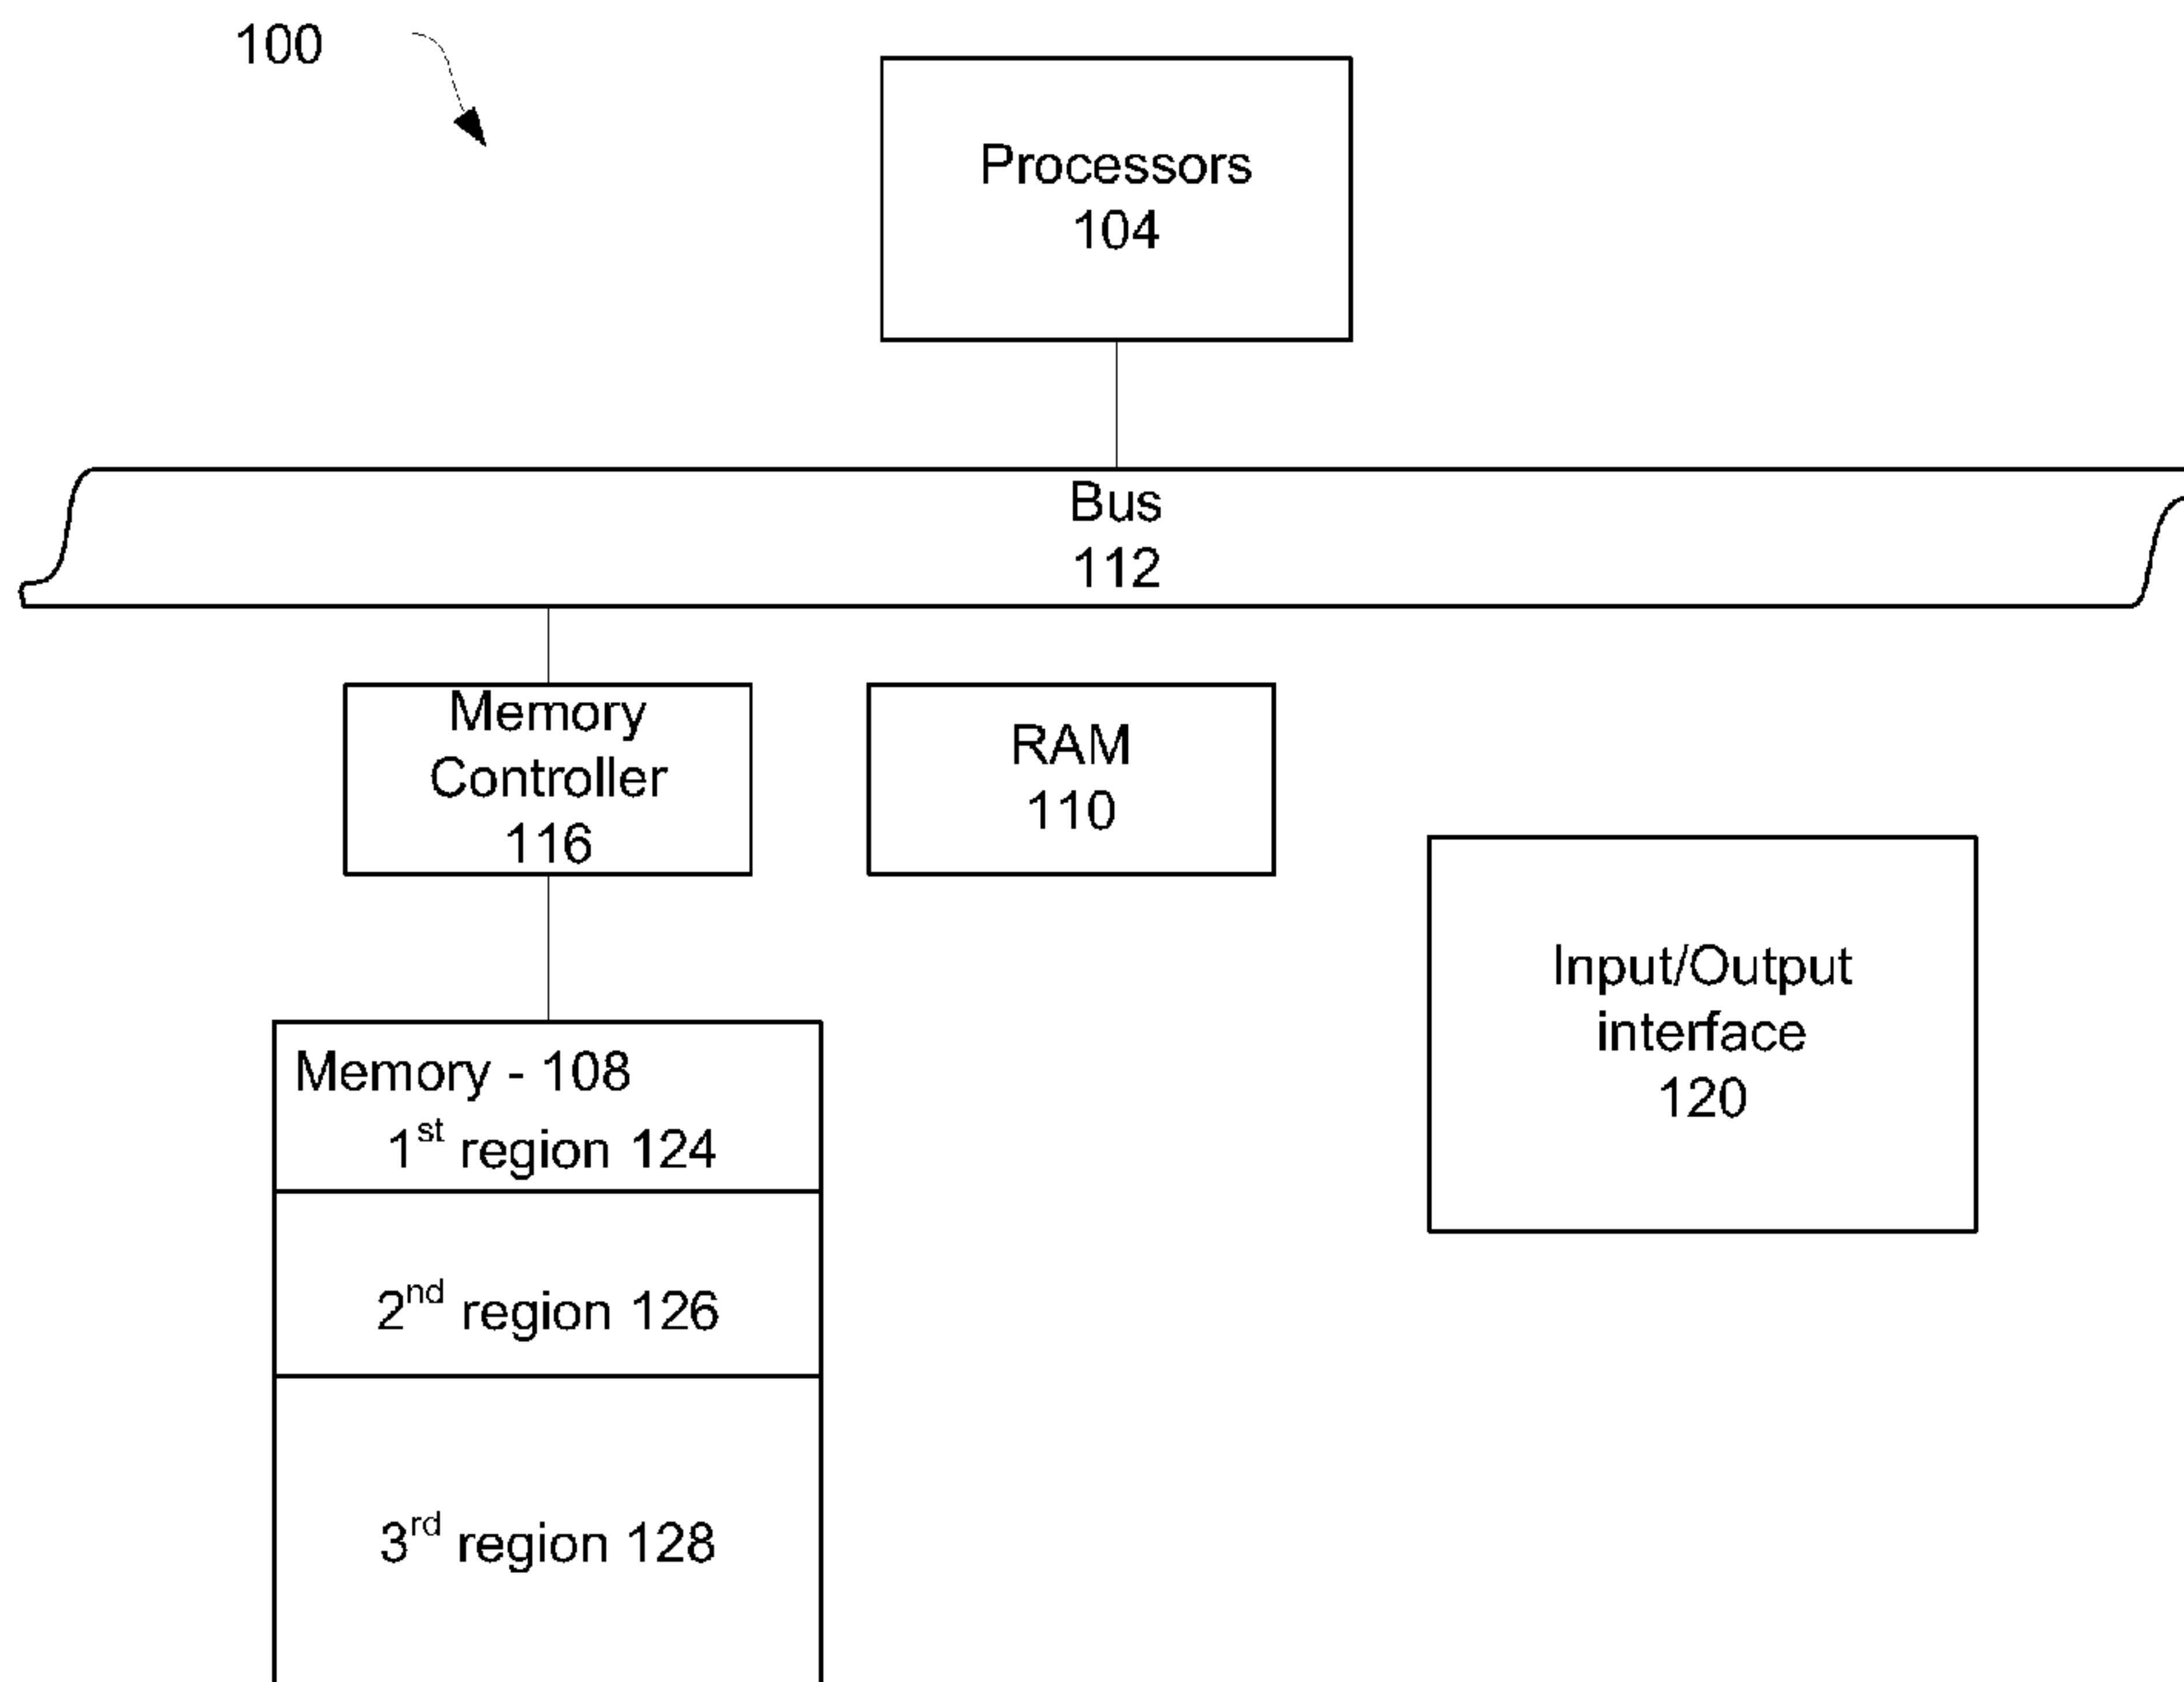 100
Processors
104
Bus
112
Memory
Controller
116
RAM
110
Input/Output
interface
120
Memory - 108
1st region 124
2nd region 126
3rd region 128